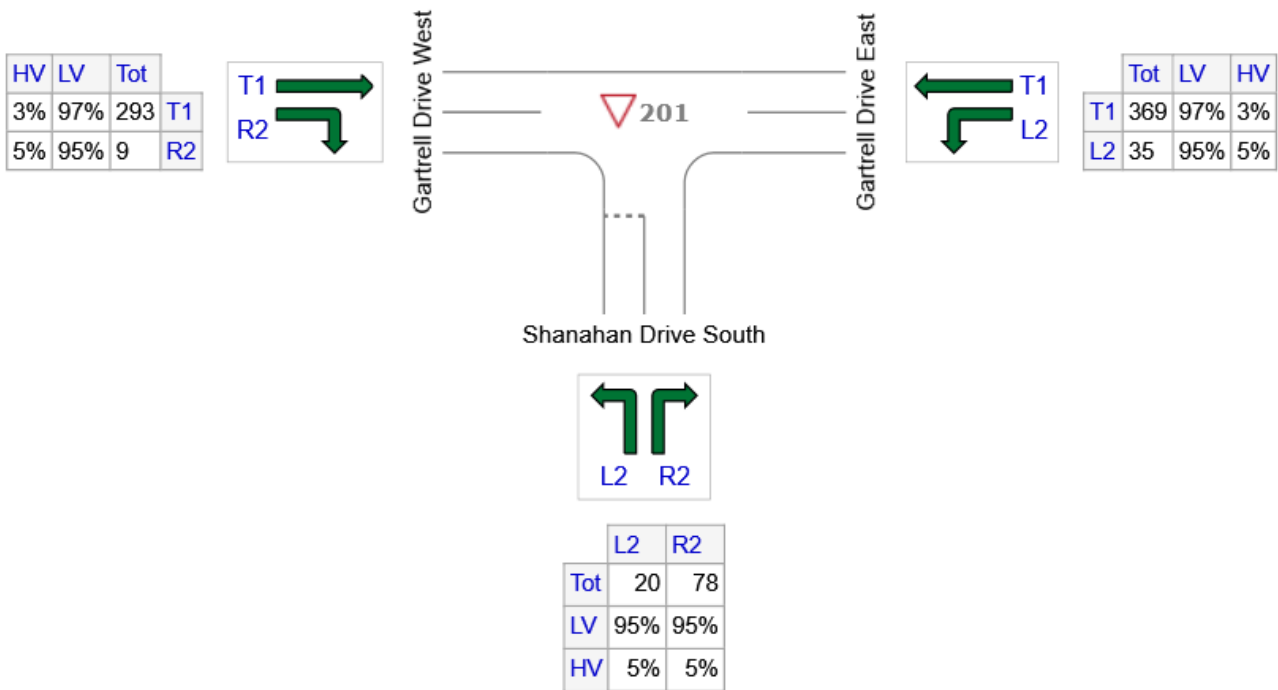 HV LV Tot
3% 97% 293 T1
5% 95% 9 R2
T1
R2
Gartrell Drive West
201
Gartrell Drive East
T1
L2
Tot LV HV
T1 369 97% 3%
L2 35 95% 5%
Shanahan Drive South
L2 R2
L2 R2
Tot 20 78
LV 95% 95%
HV 5% 5%